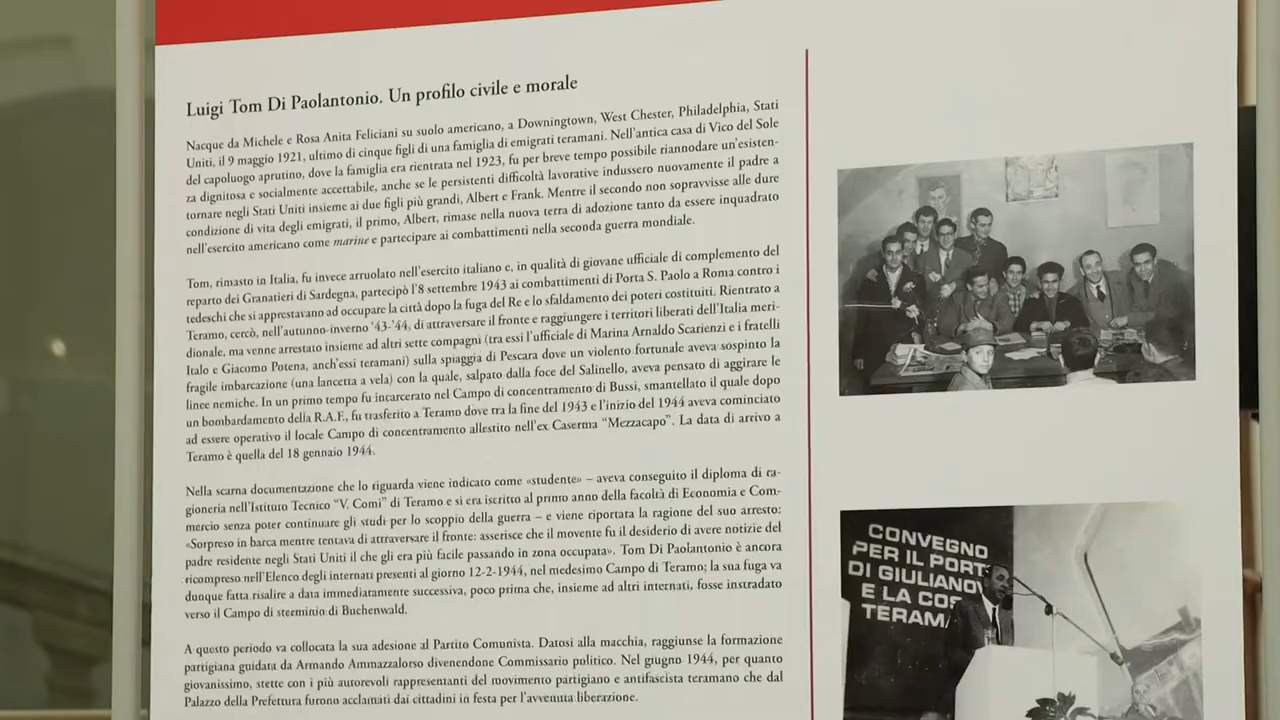 Luigi Tom Di Paolantonio. Un profilo civile e morale
Nacque da Michele e Rosa Anita Feliciani su suolo americano, a Downingtown, West Chester, Philadelphia, Stati
Uniti, il 9 maggio 1921, ultimo di cinque figli di una famiglia di emigrati teramani. Nell'antica casa di Vico del Sole
del capoluogo aprutino, dove la famiglia era rientrata nel 1923, fu per breve tempo possibile riannodare un'esisten-
za dignitosa e socialmente accettabile, anche se le persistenti difficoltà lavorative indussero nuovamente il padre a
tornare negli Stati Uniti insieme ai due figli più grandi, Albert e Frank. Mentre il secondo non sopravvisse alle dure
condizione di vita degli emigrati, il primo, Albert, rimase nella nuova terra di adozione tanto da essere inquadrato
nell'esercito americano come marine e partecipare ai combattimenti nella seconda guerra mondiale.
Tom, rimasto in Italia, fu invece arruolato nell'esercito italiano e, in qualità di giovane ufficiale di complemento del
reparto dei Granatieri di Sardegna, partecipò l'8 settembre 1943 ai combattimenti di Porta S. Paolo a Roma contro i
tedeschi che si apprestavano ad occupare la città dopo la fuga del Re e lo sfaldamento dei poteri costituiti. Rientrato a
Teramo, cercò, nell'autunno-inverno '43-'44, di attraversare il fronte e raggiungere i territori liberati dell'Italia meri-
dionale, ma venne arrestato insieme ad altri sette compagni (tra essi l'ufficiale di Marina Arnaldo Scarienzi e i fratelli
Italo e Giacomo Potena, anch'essi teramani) sulla spiaggia di Pescara dove un violento fortunale aveva sospinto la
fragile imbarcazione (una lancetta a vela) con la quale, salpato dalla foce del Salinello, aveva pensato di aggirare le
linee nemiche. In un primo tempo fu incarcerato nel Campo di concentramento di Bussi, smantellato il quale dopo
un bombardamento della R.A.F., fu trasferito a Teramo dove tra la fine del 1943 e l'inizio del 1944 aveva cominciato
ad essere operativo il locale Campo di concentramento allestito nell'ex Caserma “Mezzacapo”. La data di arrivo a
Teramo è quella del 18 gennaio 1944.
Nella scarna documentazione che lo riguarda viene indicato come «studente» – aveva conseguito il diploma di ra-
gioneria nell'Istituto Tecnico “V. Comi” di Teramo e si era iscritto al primo anno della facoltà di Economia e Com-
mercio senza poter continuare gli studi per lo scoppio della guerra – e viene riportata la ragione del suo arresto:
«Sorpreso in barca mentre tentava di attraversare il fronte: asserisce che il movente fu il desiderio di avere notizie del
padre residente negli Stati Uniti il che gli era più facile passando in zona occupata». Tom Di Paolantonio è ancora
ricompreso nell'Elenco degli internati presenti al giorno 12-2-1944, nel medesimo Campo di Teramo; la sua fuga va
dunque fatta risalire a data immediatamente successiva, poco prima che, insieme ad altri internati, fosse instradato
verso il Campo di sterminio di Buchenwald.
A questo periodo va collocata la sua adesione al Partito Comunista. Datosi alla macchia, raggiunse la formazione
partigiana guidata da Armando Ammazzalorso divenendone Commissario politico. Nel giugno 1944, per quanto
giovanissimo, stette con i più autorevoli rappresentanti del movimento partigiano e antifascista teramano che dal
Palazzo della Prefettura furono acclamati dai cittadini in festa per l'avvenuta liberazione.
CONVEGNO
PER IL PORT
DI GIULIANOV
E LA COS
TERAM